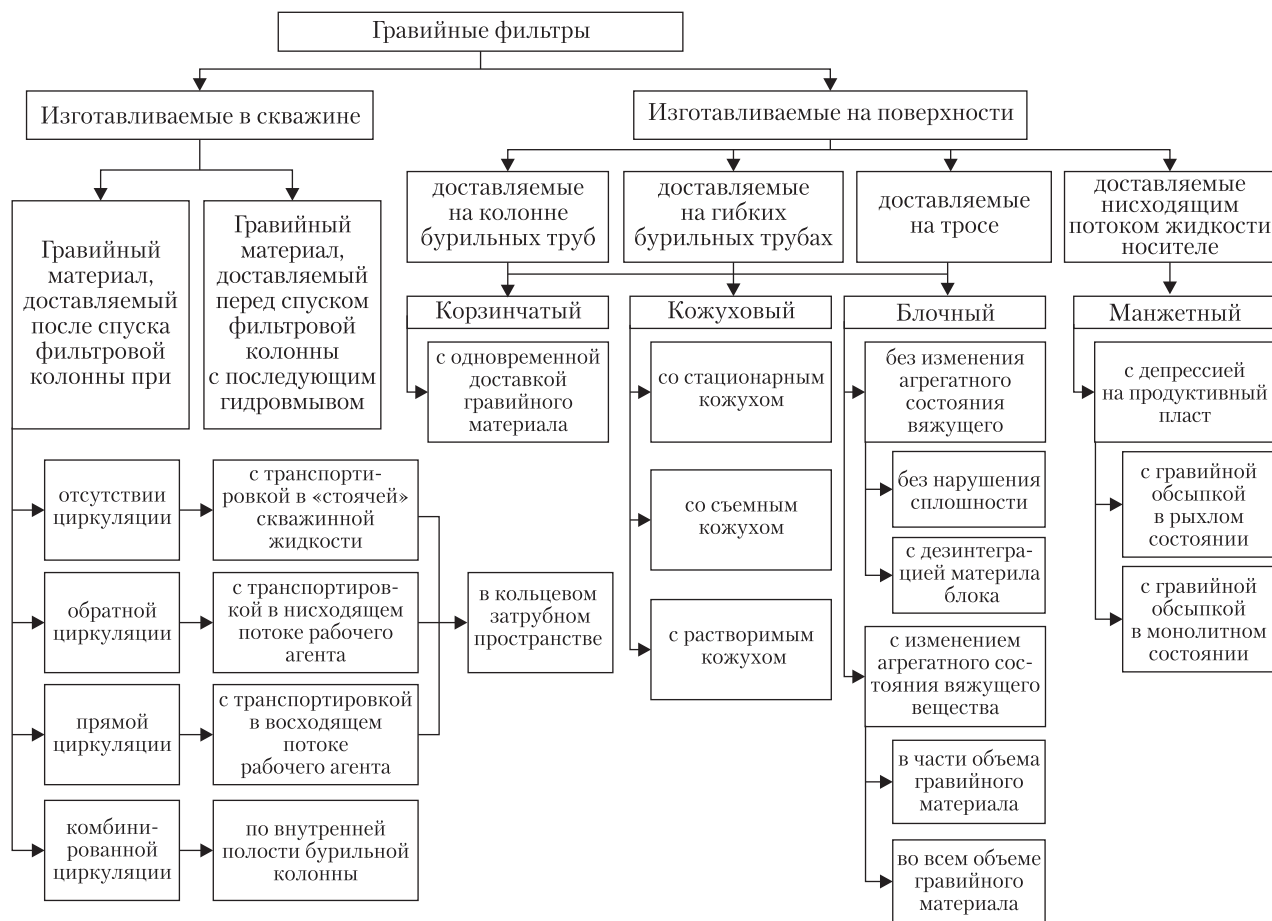 Гравийные фильтры
Изготавливаемые в скважине
Изготавливаемые на поверхности
Гравийный
материал,
доставляемый
после спуска
фильтровой
колонны при
Гравийный
материал,
доставляемый
перед спуском
фильтровой
колонны
с последующим
гидровмывом
доставляемые
на колонне
бурильных труб
доставляемые
на гибких
бурильных трубах
доставляемые
на тросе
доставляемые
нисходящим
потоком жидкости
носителе
Корзинчатый
Кожуховый
Блочный
Манжетный
с одновременной
доставкой
гравийного
материала
со стационарным
кожухом
со съемным
кожухом
с растворимым
кожухом
без изменения
агрегатного
состояния
вяжущего
без нарушения
сплошности
с дезинтегра-
цией материла
блока
с изменением
агрегатного сос-
тояния вяжущего
вещества
в части объема
гравийного
материала
во всем объеме
гравийного
материала
с депрессией
на продуктивный
пласт
с гравийной
обсыпкой
в рыхлом
состоянии
с гравийной
обсыпкой
в монолитном
состоянии
отсутствии
циркуляции
с транспорти-
ровкой в «стоячей»
скважинной
жидкости
обратной
циркуляции
с транспортиров-
кой в нисходящем
потоке рабочего
агента
прямой
циркуляции
с транспортировкой
в восходящем
потоке
рабочего агента
в кольцевом
затрубном
пространстве
комбини-
рованной
циркуляции
по внутренней
полости бурильной
колонны